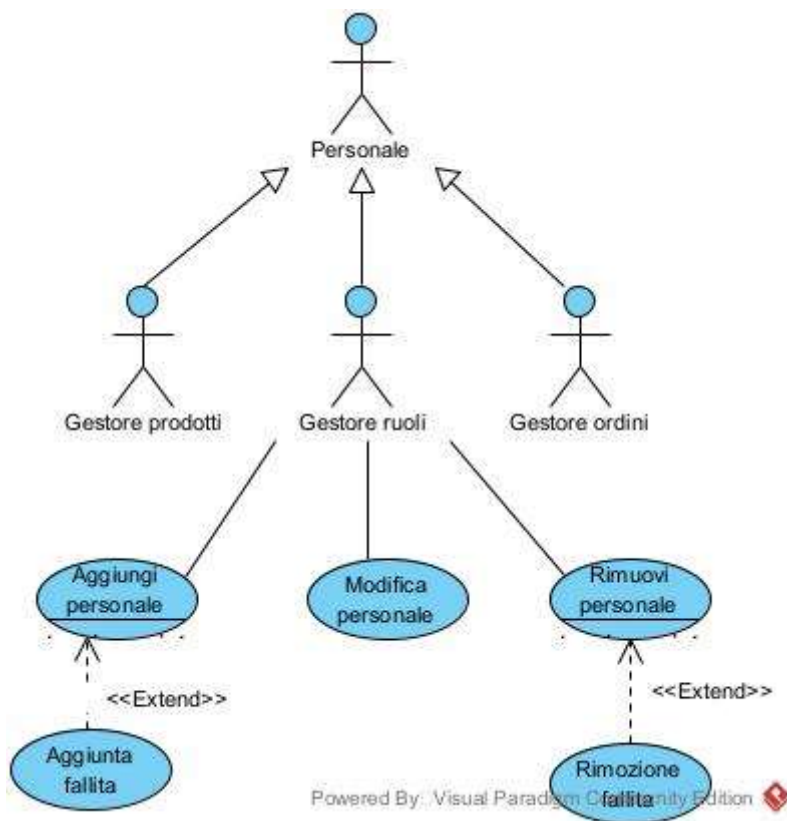 Personale
Gestore prodotti
Gestore ruoli
Gestore ordini
Aggiungi
personale
Modifica
personale
Rimuovi
personale
<<Extend>>
<<Extend>>
Aggiunta
fallita
Rimozione
fallita
Powered By: Visual Paradigm Community Edition